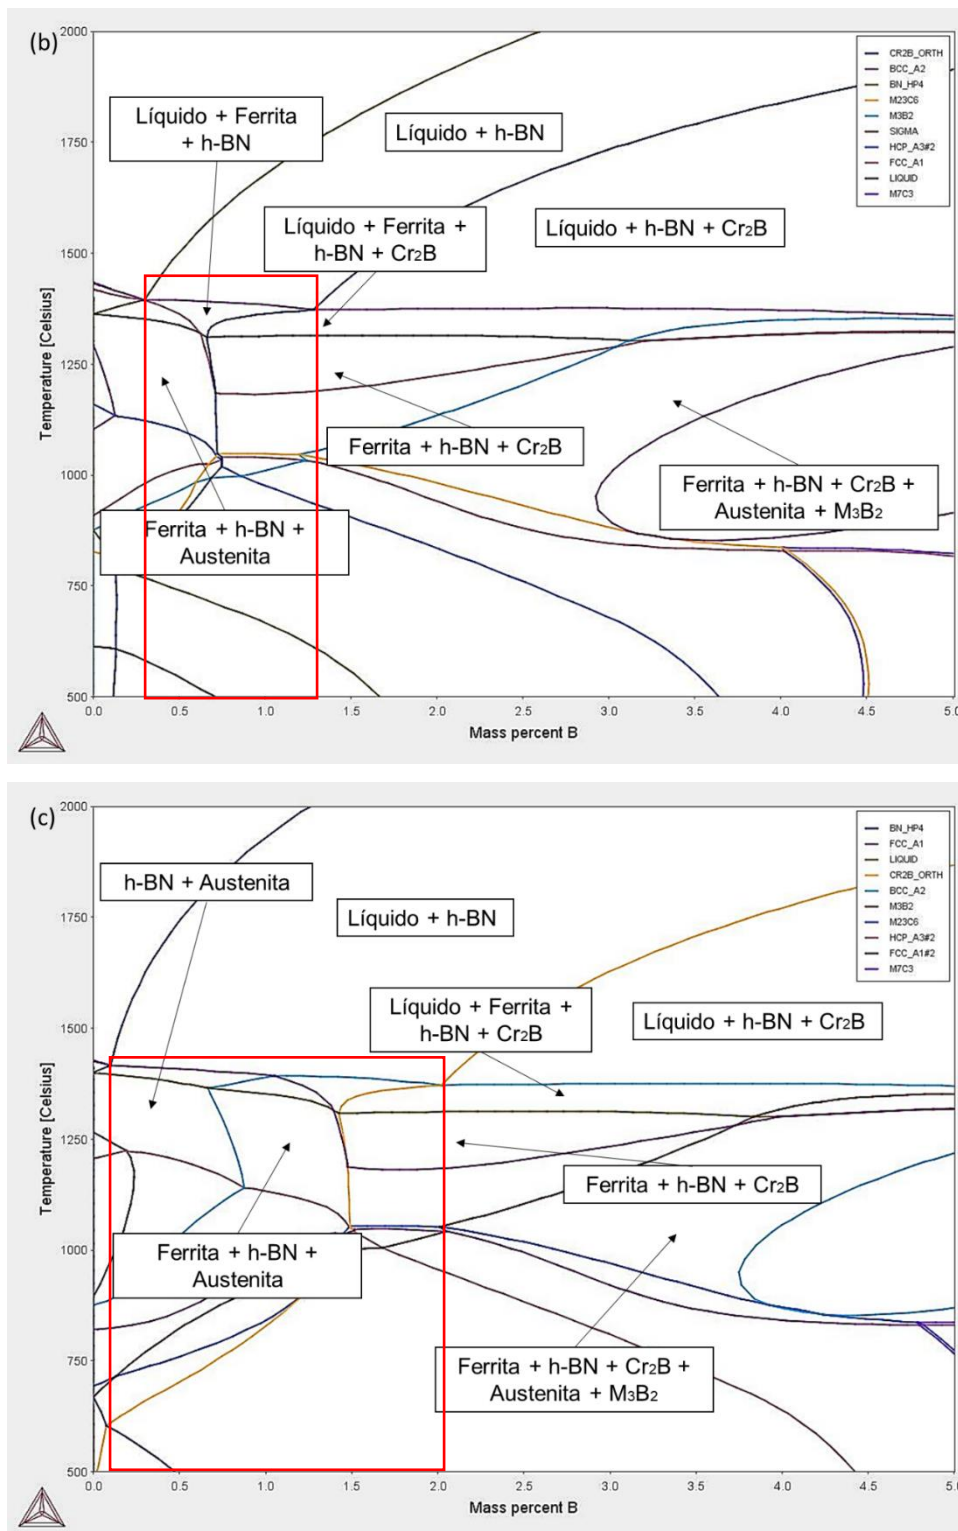 (b)
2000
1750
1500
1250
1000
750
500
Temperature [Celsius]
CR2B_ORTH
BCC_A2
BN_HP4
M23C6
M3B2
SIGMA
HCP_A3#2
FCC_A1
LIQUID
M7C3
Líquido + Ferrita
+ h-BN
Líquido + h-BN
Líquido + Ferrita +
h-BN + Cr₂B
Líquido + h-BN + Cr₂B
Ferrita + h-BN + Cr₂B
Ferrita + h-BN + Cr₂B +
Austenita + M₃B₂
Ferrita + h-BN +
Austenita
0.0 0.5 1.0 1.5 2.0 2.5 3.0 3.5 4.0 4.5 5.0
Mass percent B
(c)
2000
1750
1500
1250
1000
750
500
Temperature [Celsius]
BN_HP4
FCC_A1
LIQUID
CR2B_ORTH
BCC_A2
M3B2
M23C6
HCP_A3#2
FCC_A1#2
M7C3
h-BN + Austenita
Líquido + h-BN
Líquido + Ferrita +
h-BN + Cr₂B
Líquido + h-BN + Cr₂B
Ferrita + h-BN + Cr₂B
Ferrita + h-BN +
Austenita
Ferrita + h-BN + Cr₂B +
Austenita + M₃B₂
0.0 0.5 1.0 1.5 2.0 2.5 3.0 3.5 4.0 4.5 5.0
Mass percent B